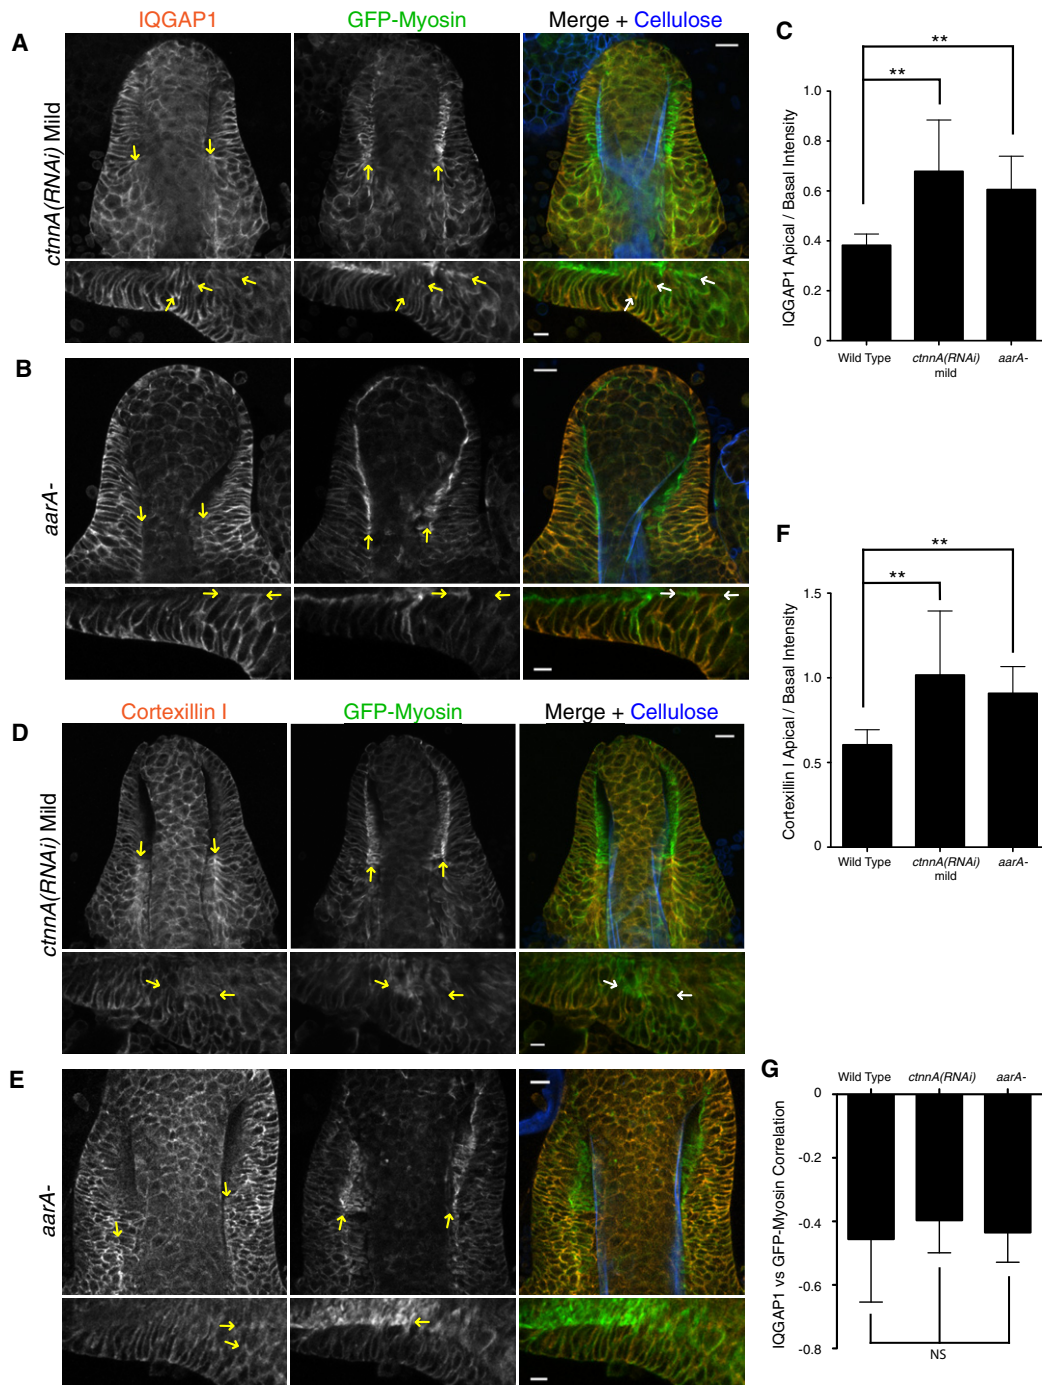 IQGAP1 GFP-Myosin Merge + Cellulose
A
ctnnA(RNAi) Mild
B
aarA-
Cortexillin I GFP-Myosin Merge + Cellulose
D
ctnnA(RNAi) Mild
E
aarA-
C
**
**
IQGAP1 Apical / Basal Intensity
1.0
0.8
0.6
0.4
0.2
0
Wild Type ctnnA(RNAi) mild aarA-
F
**
**
Cortexillin I Apical / Basal Intensity
1.5
1.0
0.5
0
Wild Type ctnnA(RNAi) mild aarA-
G
Wild Type ctnnA(RNAi) aarA-
IQGAP1 vs GFP-Myosin Correlation
0
-0.2
-0.4
-0.6
-0.8
NS